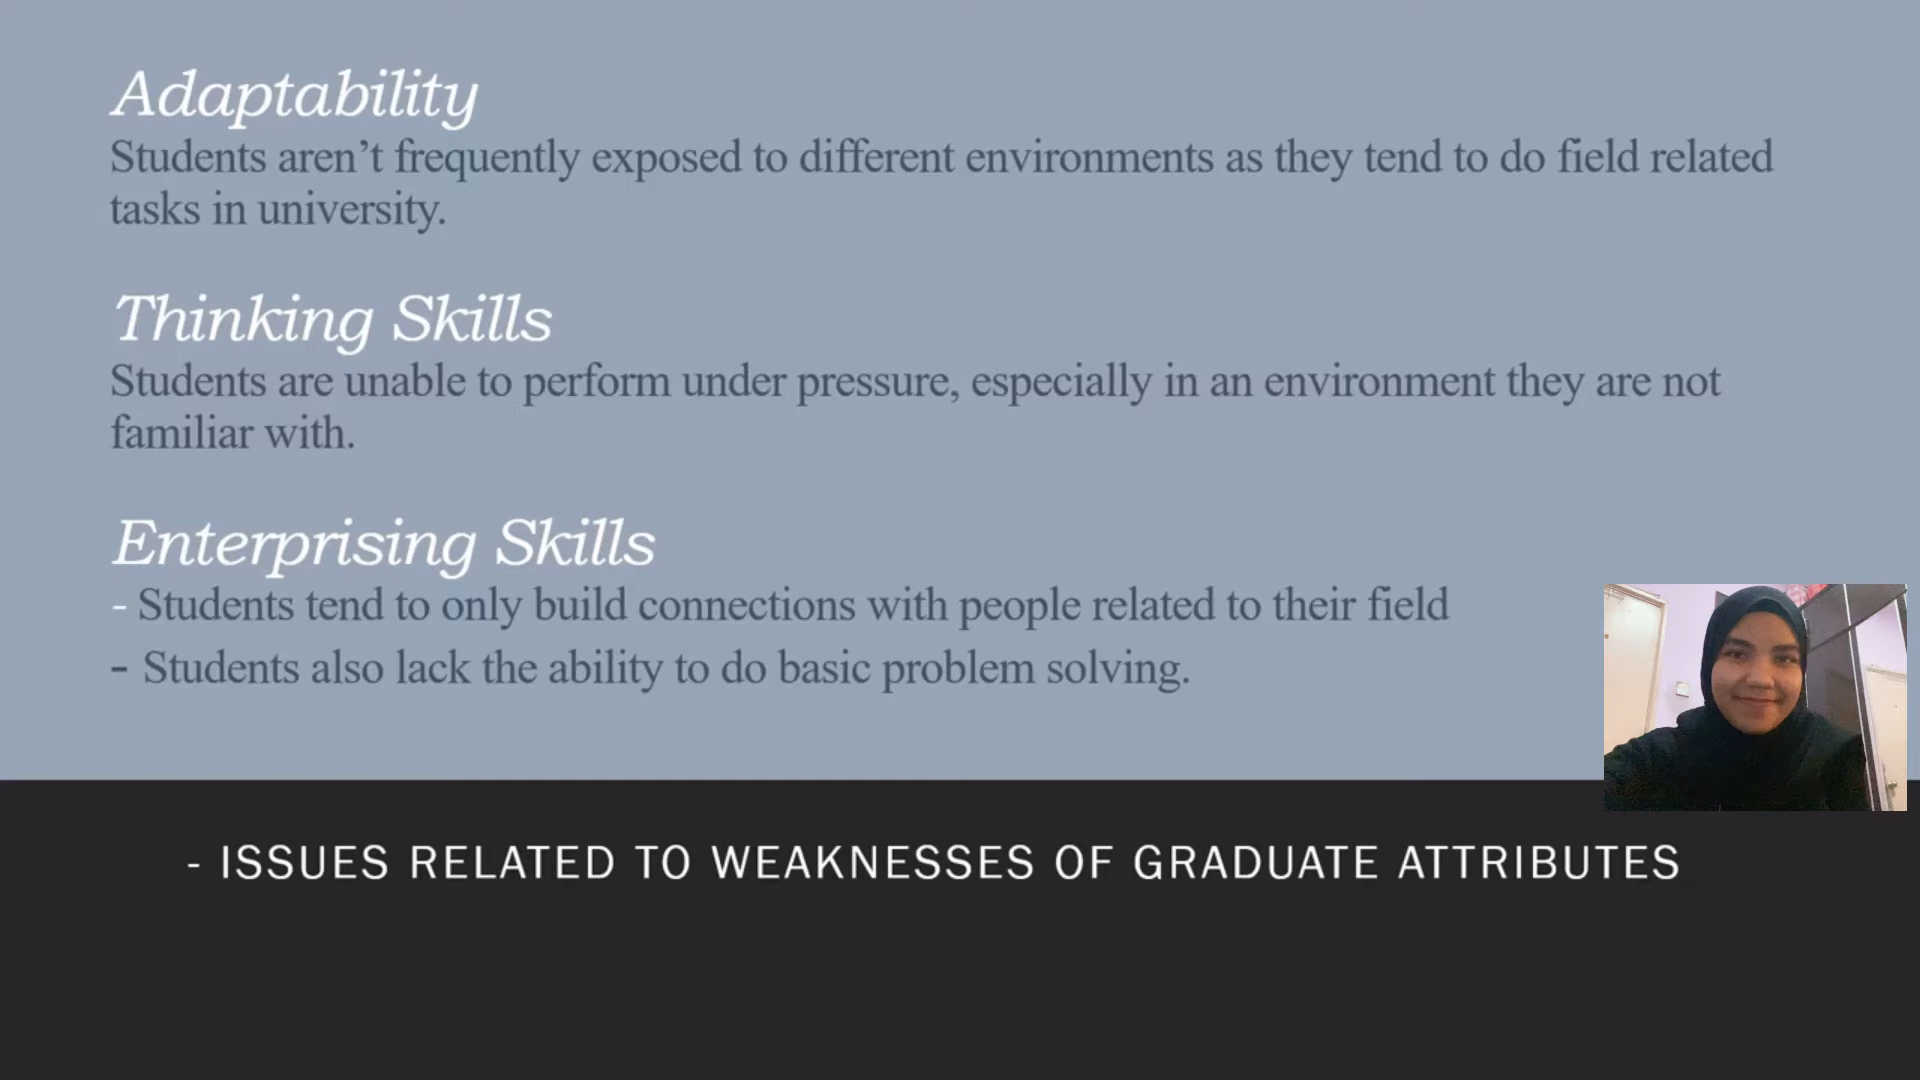 Adaptability
Students aren’t frequently exposed to different environments as they tend to do field related
tasks in university.
Thinking Skills
Students are unable to perform under pressure, especially in an environment they are not
familiar with.
Enterprising Skills
- Students tend to only build connections with people related to their field
- Students also lack the ability to do basic problem solving.
- ISSUES RELATED TO WEAKNESSES OF GRADUATE ATTRIBUTES